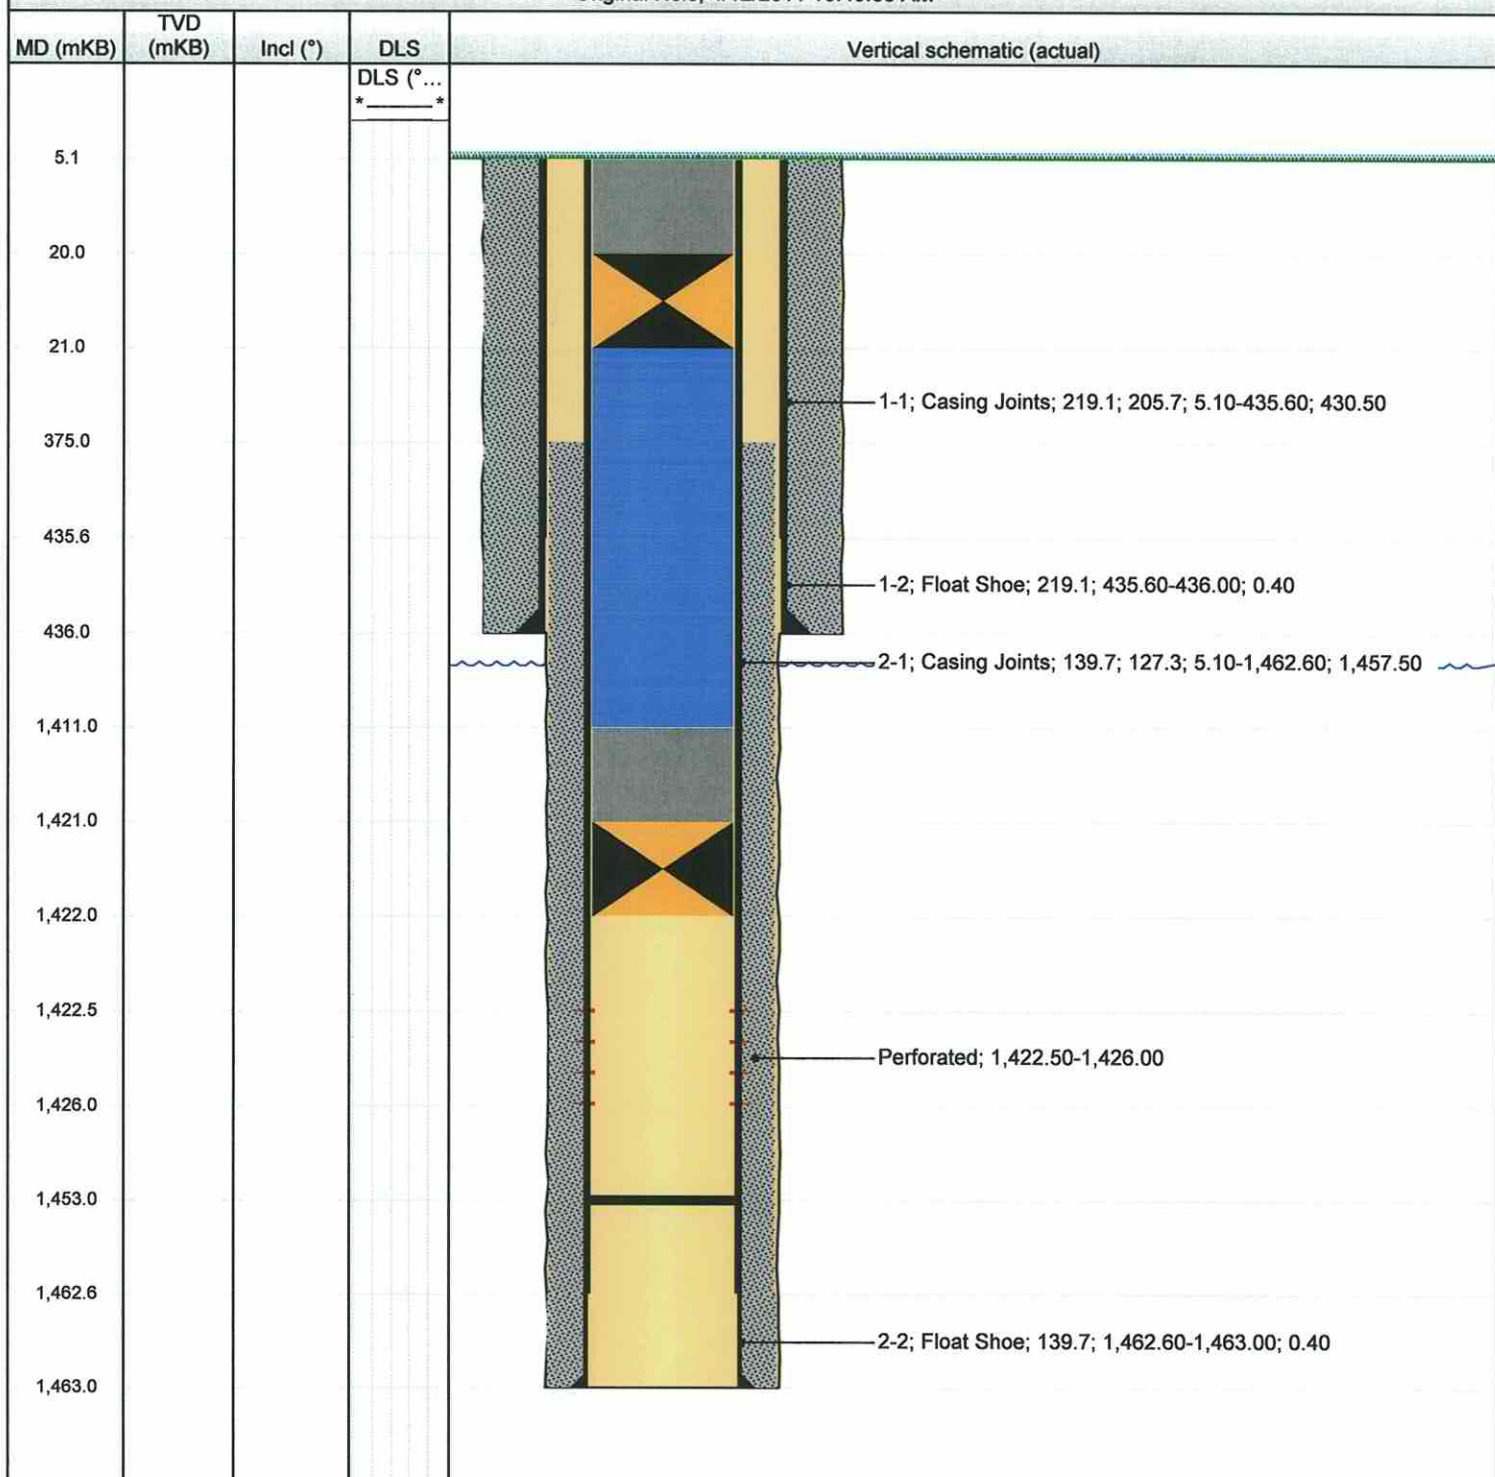 MD (mKB)
TVD (mKB)
Incl (°)
DLS
Vertical schematic (actual)
DLS (°...
*______*
5.1
20.0
21.0
1-1; Casing Joints; 219.1; 205.7; 5.10-435.60; 430.50
375.0
435.6
1-2; Float Shoe; 219.1; 435.60-436.00; 0.40
436.0
2-1; Casing Joints; 139.7; 127.3; 5.10-1,462.60; 1,457.50
1,411.0
1,421.0
1,422.0
1,422.5
Perforated; 1,422.50-1,426.00
1,426.0
1,453.0
1,462.6
2-2; Float Shoe; 139.7; 1,462.60-1,463.00; 0.40
1,463.0